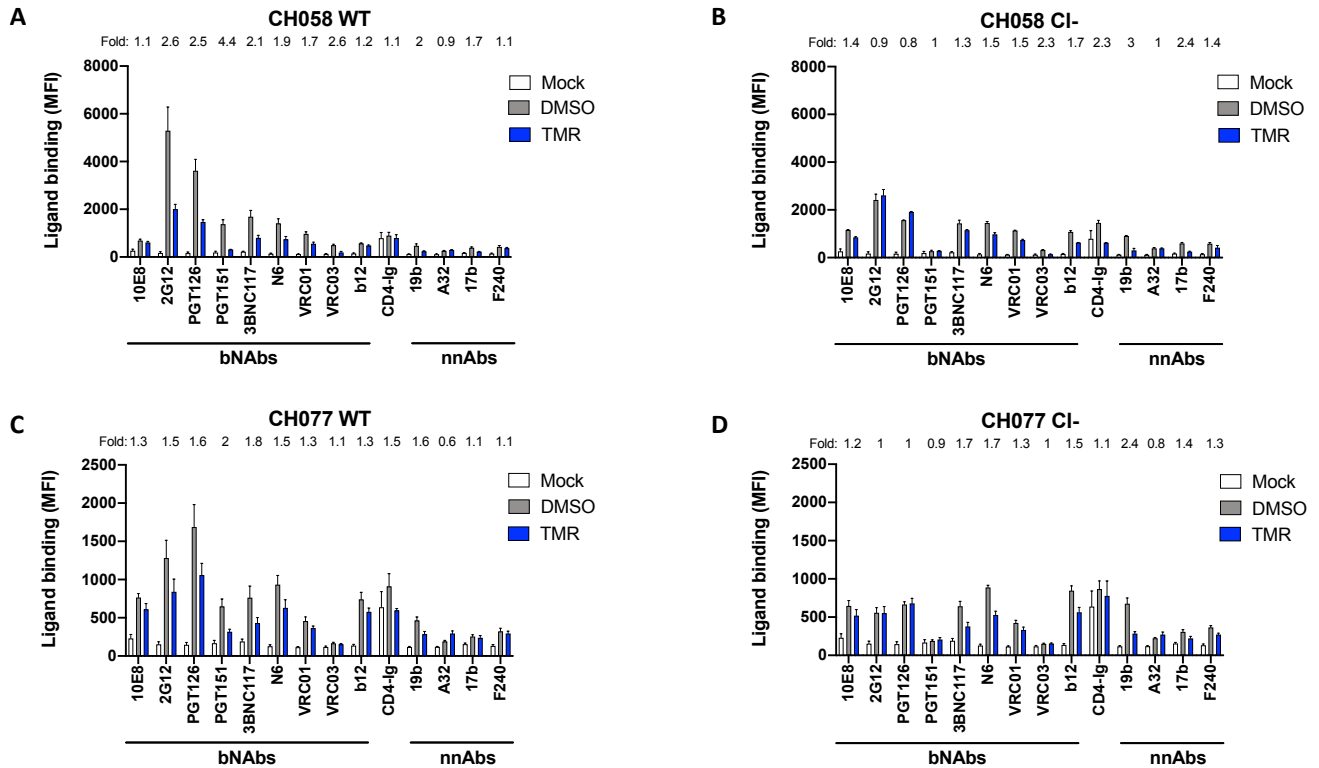 A
CH058 WT
Fold: 1.1 2.6 2.5 4.4 2.1 1.9 1.7 2.6 1.2 1.1 2 0.9 1.7 1.1
Ligand binding (MFI)
8000
6000
4000
2000
0
Mock
DMSO
TMR
10E8
2G12
PGT126
PGT151
3BNC117
N6
VRC01
VRC03
b12
CD4-Ig
19b
A32
17b
F240
bNAbs
nnAbs
B
CH058 Cl-
Fold: 1.4 0.9 0.8 1 1.3 1.5 1.5 2.3 1.7 2.3 3 1 2.4 1.4
Ligand binding (MFI)
8000
6000
4000
2000
0
Mock
DMSO
TMR
10E8
2G12
PGT126
PGT151
3BNC117
N6
VRC01
VRC03
b12
CD4-Ig
19b
A32
17b
F240
bNAbs
nnAbs
C
CH077 WT
Fold: 1.3 1.5 1.6 2 1.8 1.5 1.3 1.1 1.3 1.5 1.6 0.6 1.1 1.1
Ligand binding (MFI)
2500
2000
1500
1000
500
0
Mock
DMSO
TMR
10E8
2G12
PGT126
PGT151
3BNC117
N6
VRC01
VRC03
b12
CD4-Ig
19b
A32
17b
F240
bNAbs
nnAbs
D
CH077 Cl-
Fold: 1.2 1 1 0.9 1.7 1.7 1.3 1 1.5 1.1 2.4 0.8 1.4 1.3
Ligand binding (MFI)
2500
2000
1500
1000
500
0
Mock
DMSO
TMR
10E8
2G12
PGT126
PGT151
3BNC117
N6
VRC01
VRC03
b12
CD4-Ig
19b
A32
17b
F240
bNAbs
nnAbs